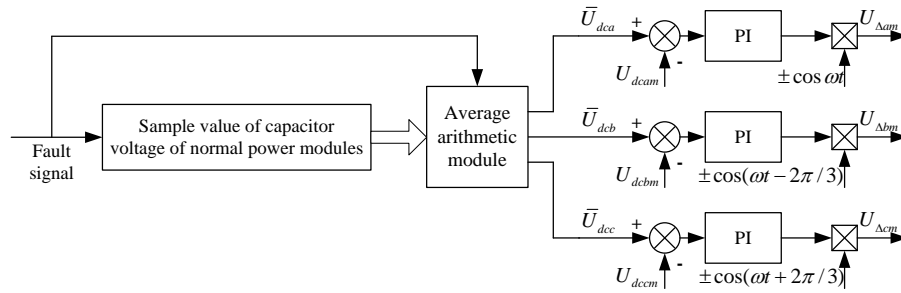 Fault
signal
Sample value of capacitor
voltage of normal power modules
Average
arithmetic
module
Ū_dca
+
-
U_dcam
PI
± cos ωt
U_Δam
Ū_dcb
+
-
U_dcbm
PI
± cos(ωt − 2π / 3)
U_Δbm
Ū_dcc
+
-
U_dccm
PI
± cos(ωt + 2π / 3)
U_Δcm